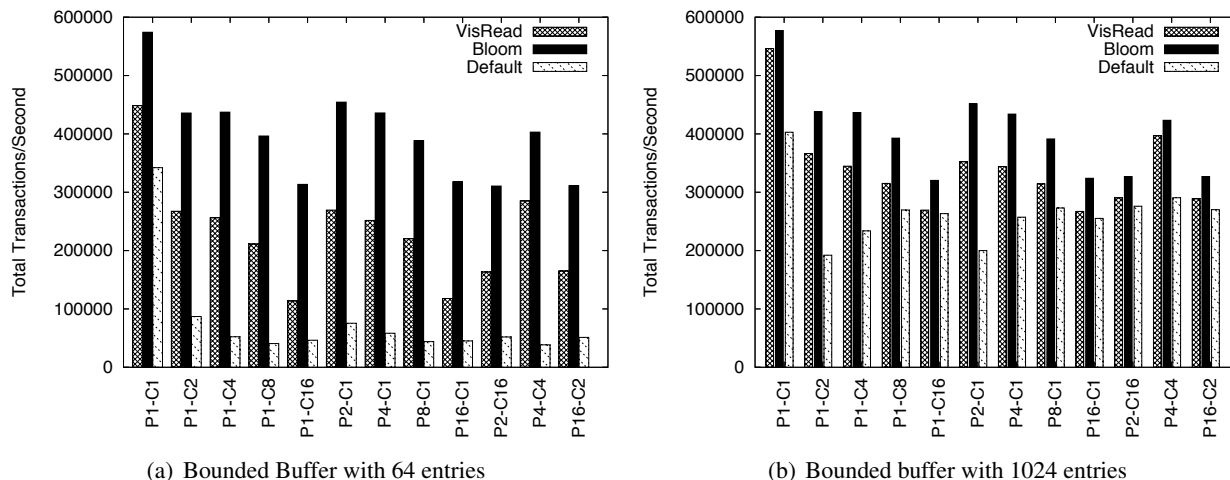 600000
500000
400000
300000
200000
100000
0
Total Transactions/Second
VisRead
Bloom
Default
P1-C1
P1-C2
P1-C4
P1-C8
P1-C16
P2-C1
P4-C1
P8-C1
P16-C1
P2-C16
P4-C4
P16-C2
(a) Bounded Buffer with 64 entries
600000
500000
400000
300000
200000
100000
0
Total Transactions/Second
VisRead
Bloom
Default
P1-C1
P1-C2
P1-C4
P1-C8
P1-C16
P2-C1
P4-C1
P8-C1
P16-C1
P2-C16
P4-C4
P16-C2
(b) Bounded buffer with 1024 entries